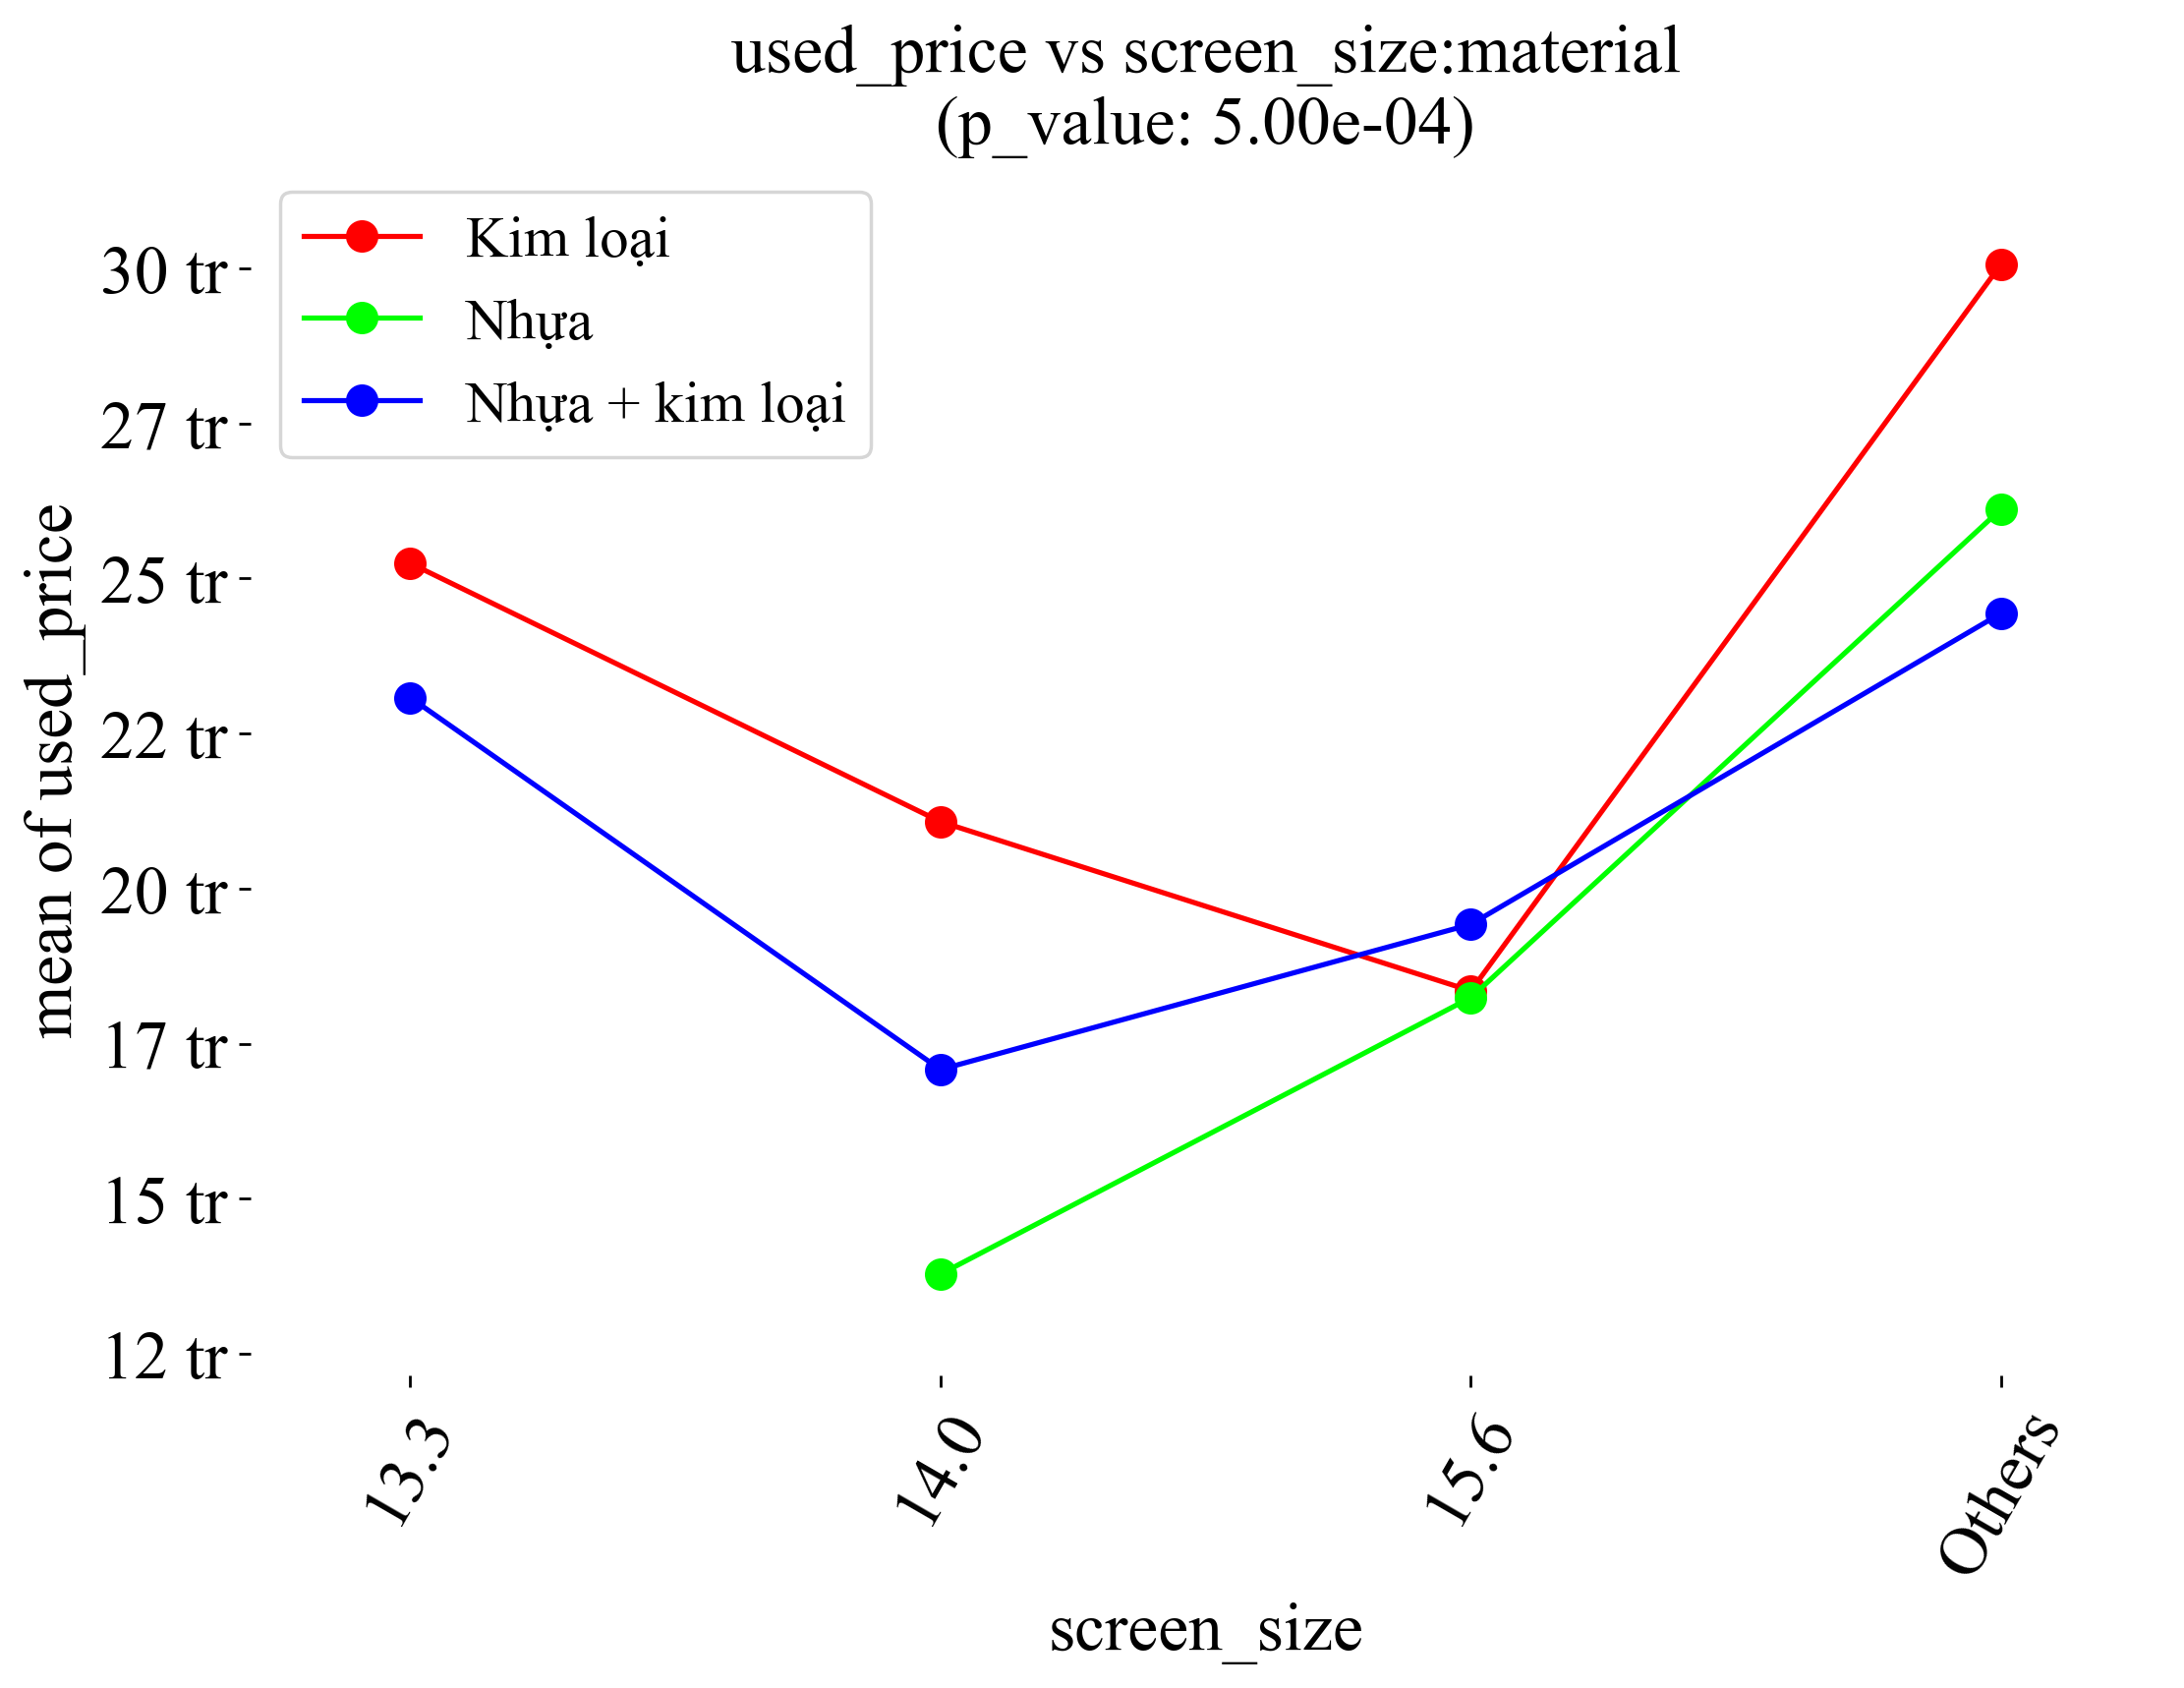 used_price vs screen_size:material
(p_value: 5.00e-04)
Kim loại
Nhựa
Nhựa + kim loại
mean of used_price
30 tr
27 tr
25 tr
22 tr
20 tr
17 tr
15 tr
12 tr
13.3
14.0
15.6
Others
screen_size